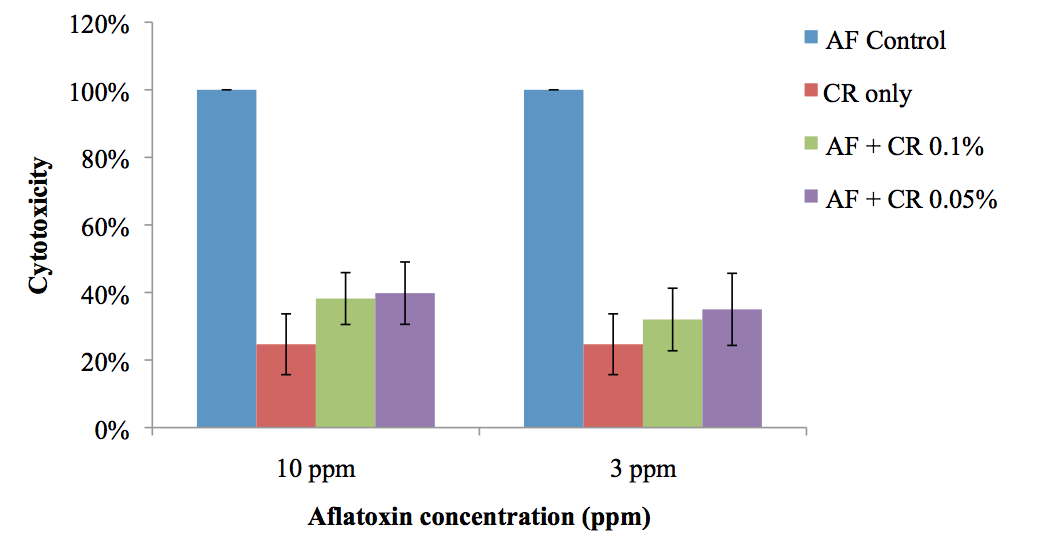 120%
100%
80%
60%
40%
20%
0%
Cytotoxicity
10 ppm
3 ppm
Aflatoxin concentration (ppm)
AF Control
CR only
AF + CR 0.1%
AF + CR 0.05%